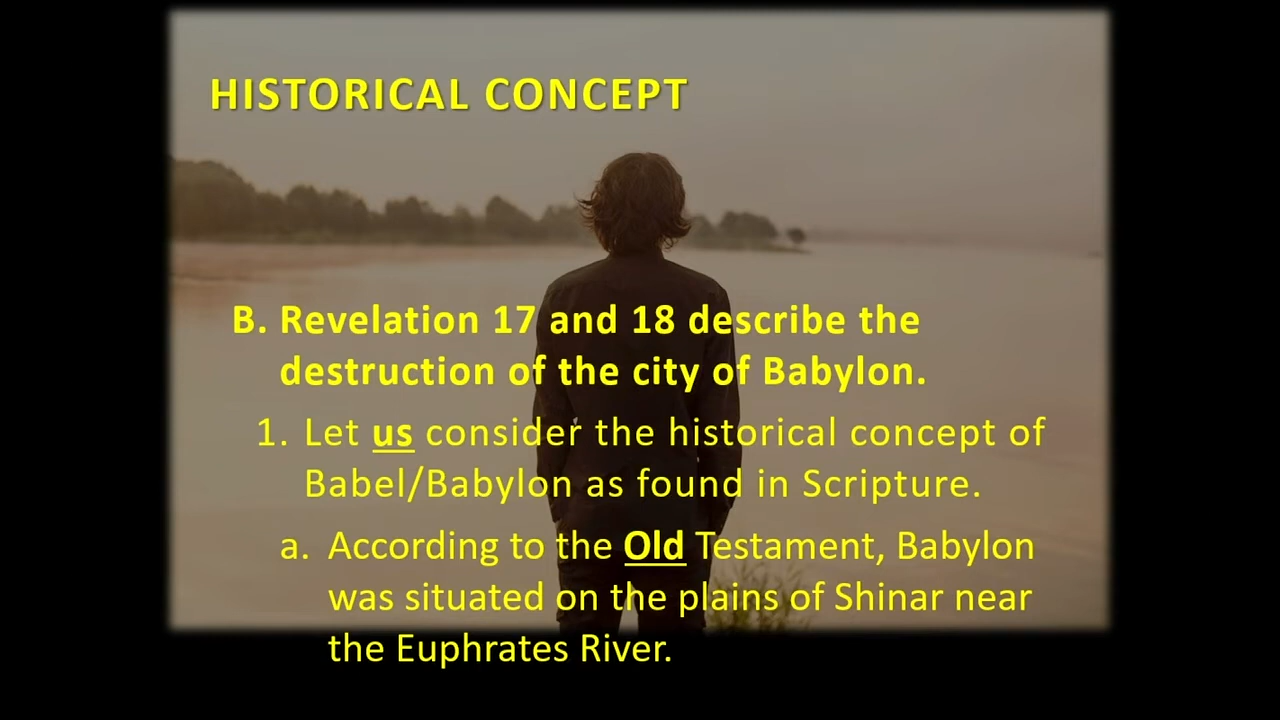 HISTORICAL CONCEPT
B. Revelation 17 and 18 describe the
destruction of the city of Babylon.
1. Let us consider the historical concept of
Babel/Babylon as found in Scripture.
a. According to the Old Testament, Babylon
was situated on the plains of Shinar near
the Euphrates River.